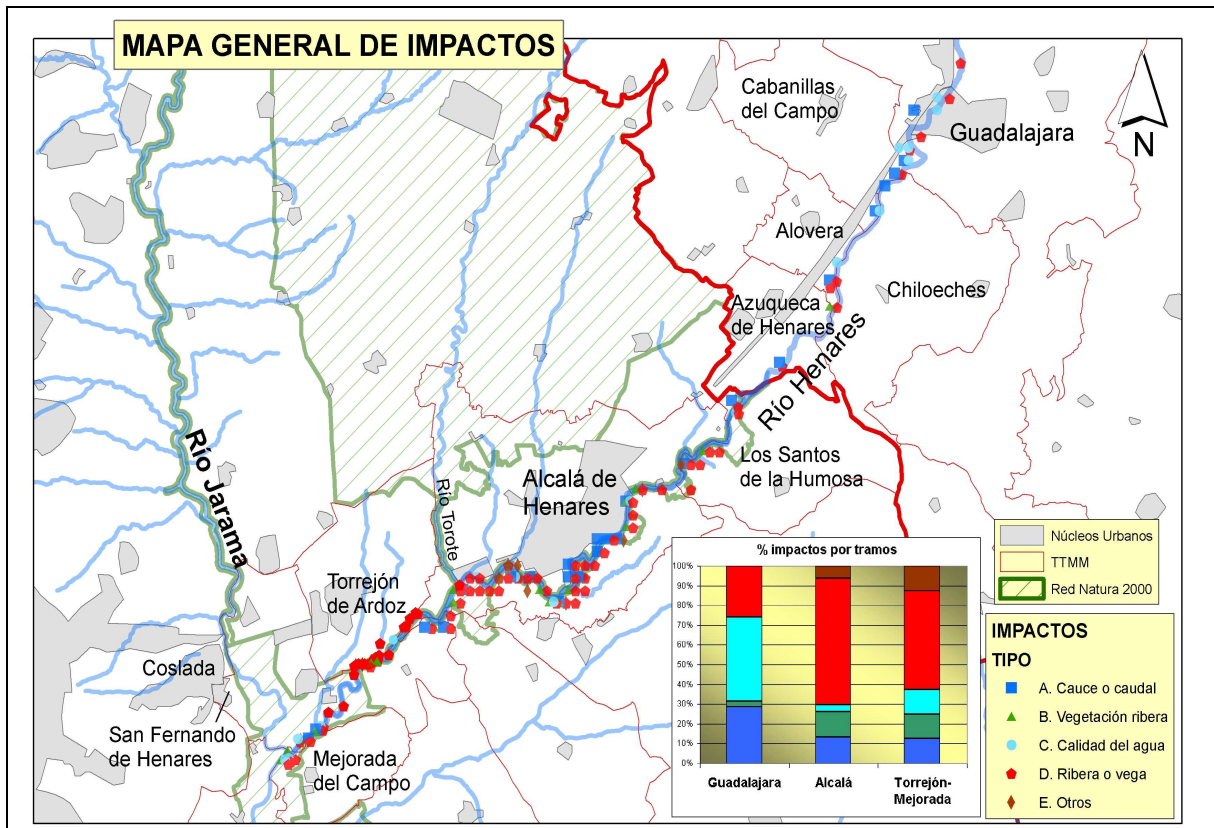 MAPA GENERAL DE IMPACTOS
Cabanillas
del Campo
Guadalajara
N
Alovera
Chiloeches
Azuqueca
de Henares
Río Henares
Río Jarama
Río Torote
Alcalá de
Henares
Los Santos
de la Humosa
Torrejón
de Ardoz
Coslada
San Fernando
de Henares
Mejorada
del Campo
% impactos por tramos
100%
90%
80%
70%
60%
50%
40%
30%
20%
10%
0%
Guadalajara
Alcalá
Torrejón-
Mejorada
Núcleos Urbanos
TTMM
Red Natura 2000
IMPACTOS
TIPO
A. Cauce o caudal
B. Vegetación ribera
C. Calidad del agua
D. Ribera o vega
E. Otros